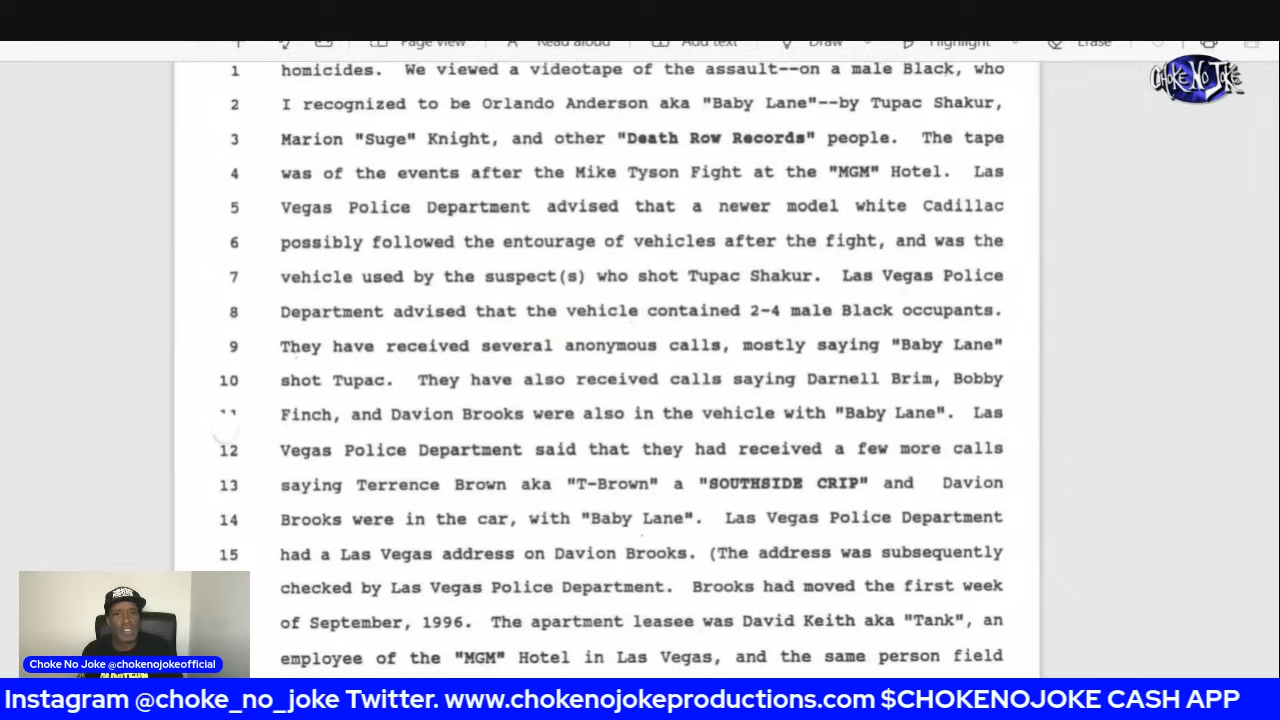 Page view
Read aloud
Add text
Draw
Highlight
Erase
CHOKE NO JOKE
1 homicides. We viewed a videotape of the assault--on a male Black, who
2 I recognized to be Orlando Anderson aka "Baby Lane"--by Tupac Shakur,
3 Marion "Suge" Knight, and other "Death Row Records" people. The tape
4 was of the events after the Mike Tyson Fight at the "MGM" Hotel. Las
5 Vegas Police Department advised that a newer model white Cadillac
6 possibly followed the entourage of vehicles after the fight, and was the
7 vehicle used by the suspect(s) who shot Tupac Shakur. Las Vegas Police
8 Department advised that the vehicle contained 2-4 male Black occupants.
9 They have received several anonymous calls, mostly saying "Baby Lane"
10 shot Tupac. They have also received calls saying Darnell Brim, Bobby
Finch, and Davion Brooks were also in the vehicle with "Baby Lane". Las
12 Vegas Police Department said that they had received a few more calls
13 saying Terrence Brown aka "T-Brown" a "SOUTHSIDE CRIP" and Davion
14 Brooks were in the car, with "Baby Lane". Las Vegas Police Department
15 had a Las Vegas address on Davion Brooks. (The address was subsequently
checked by Las Vegas Police Department. Brooks had moved the first week
of September, 1996. The apartment leasee was David Keith aka "Tank", an
employee of the "MGM" Hotel in Las Vegas, and the same person field
Choke No Joke @chokenojokeofficial
Instagram @choke_no_joke Twitter. www.chokenojokeproductions.com $CHOKENOJOKE CASH APP